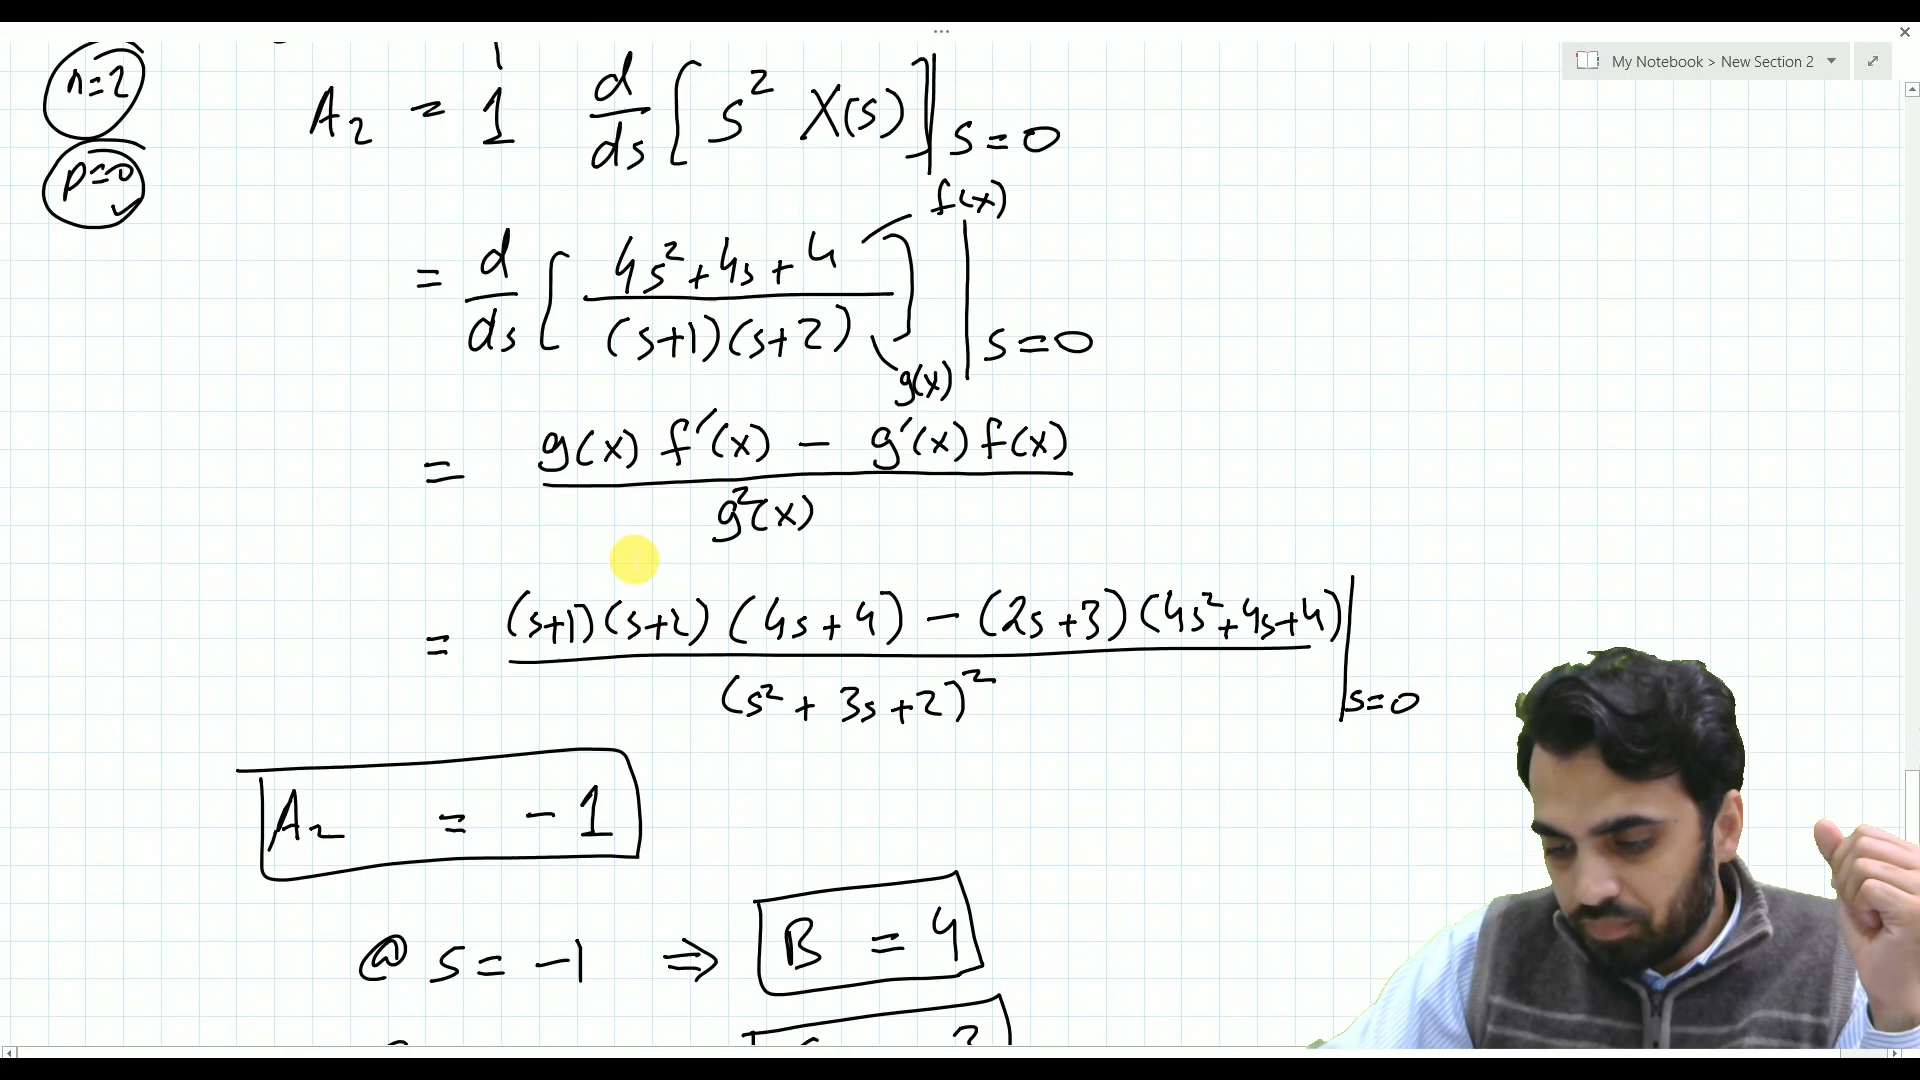 My Notebook > New Section 2
n=2
p=0
A₂ = 1 d/ds [s² X(s)] | s=0
f(x)
= d/ds [(4s²+4s+4)/((s+1)(s+2))] | s=0
g(x)
= (g(x) f'(x) − g'(x) f(x))/g²(x)
= ((s+1)(s+2)(4s+4) − (2s+3)(4s²+4s+4))/(s²+3s+2)² | s=0
A₂ = −1
@ s = −1 ⇒ B = 4